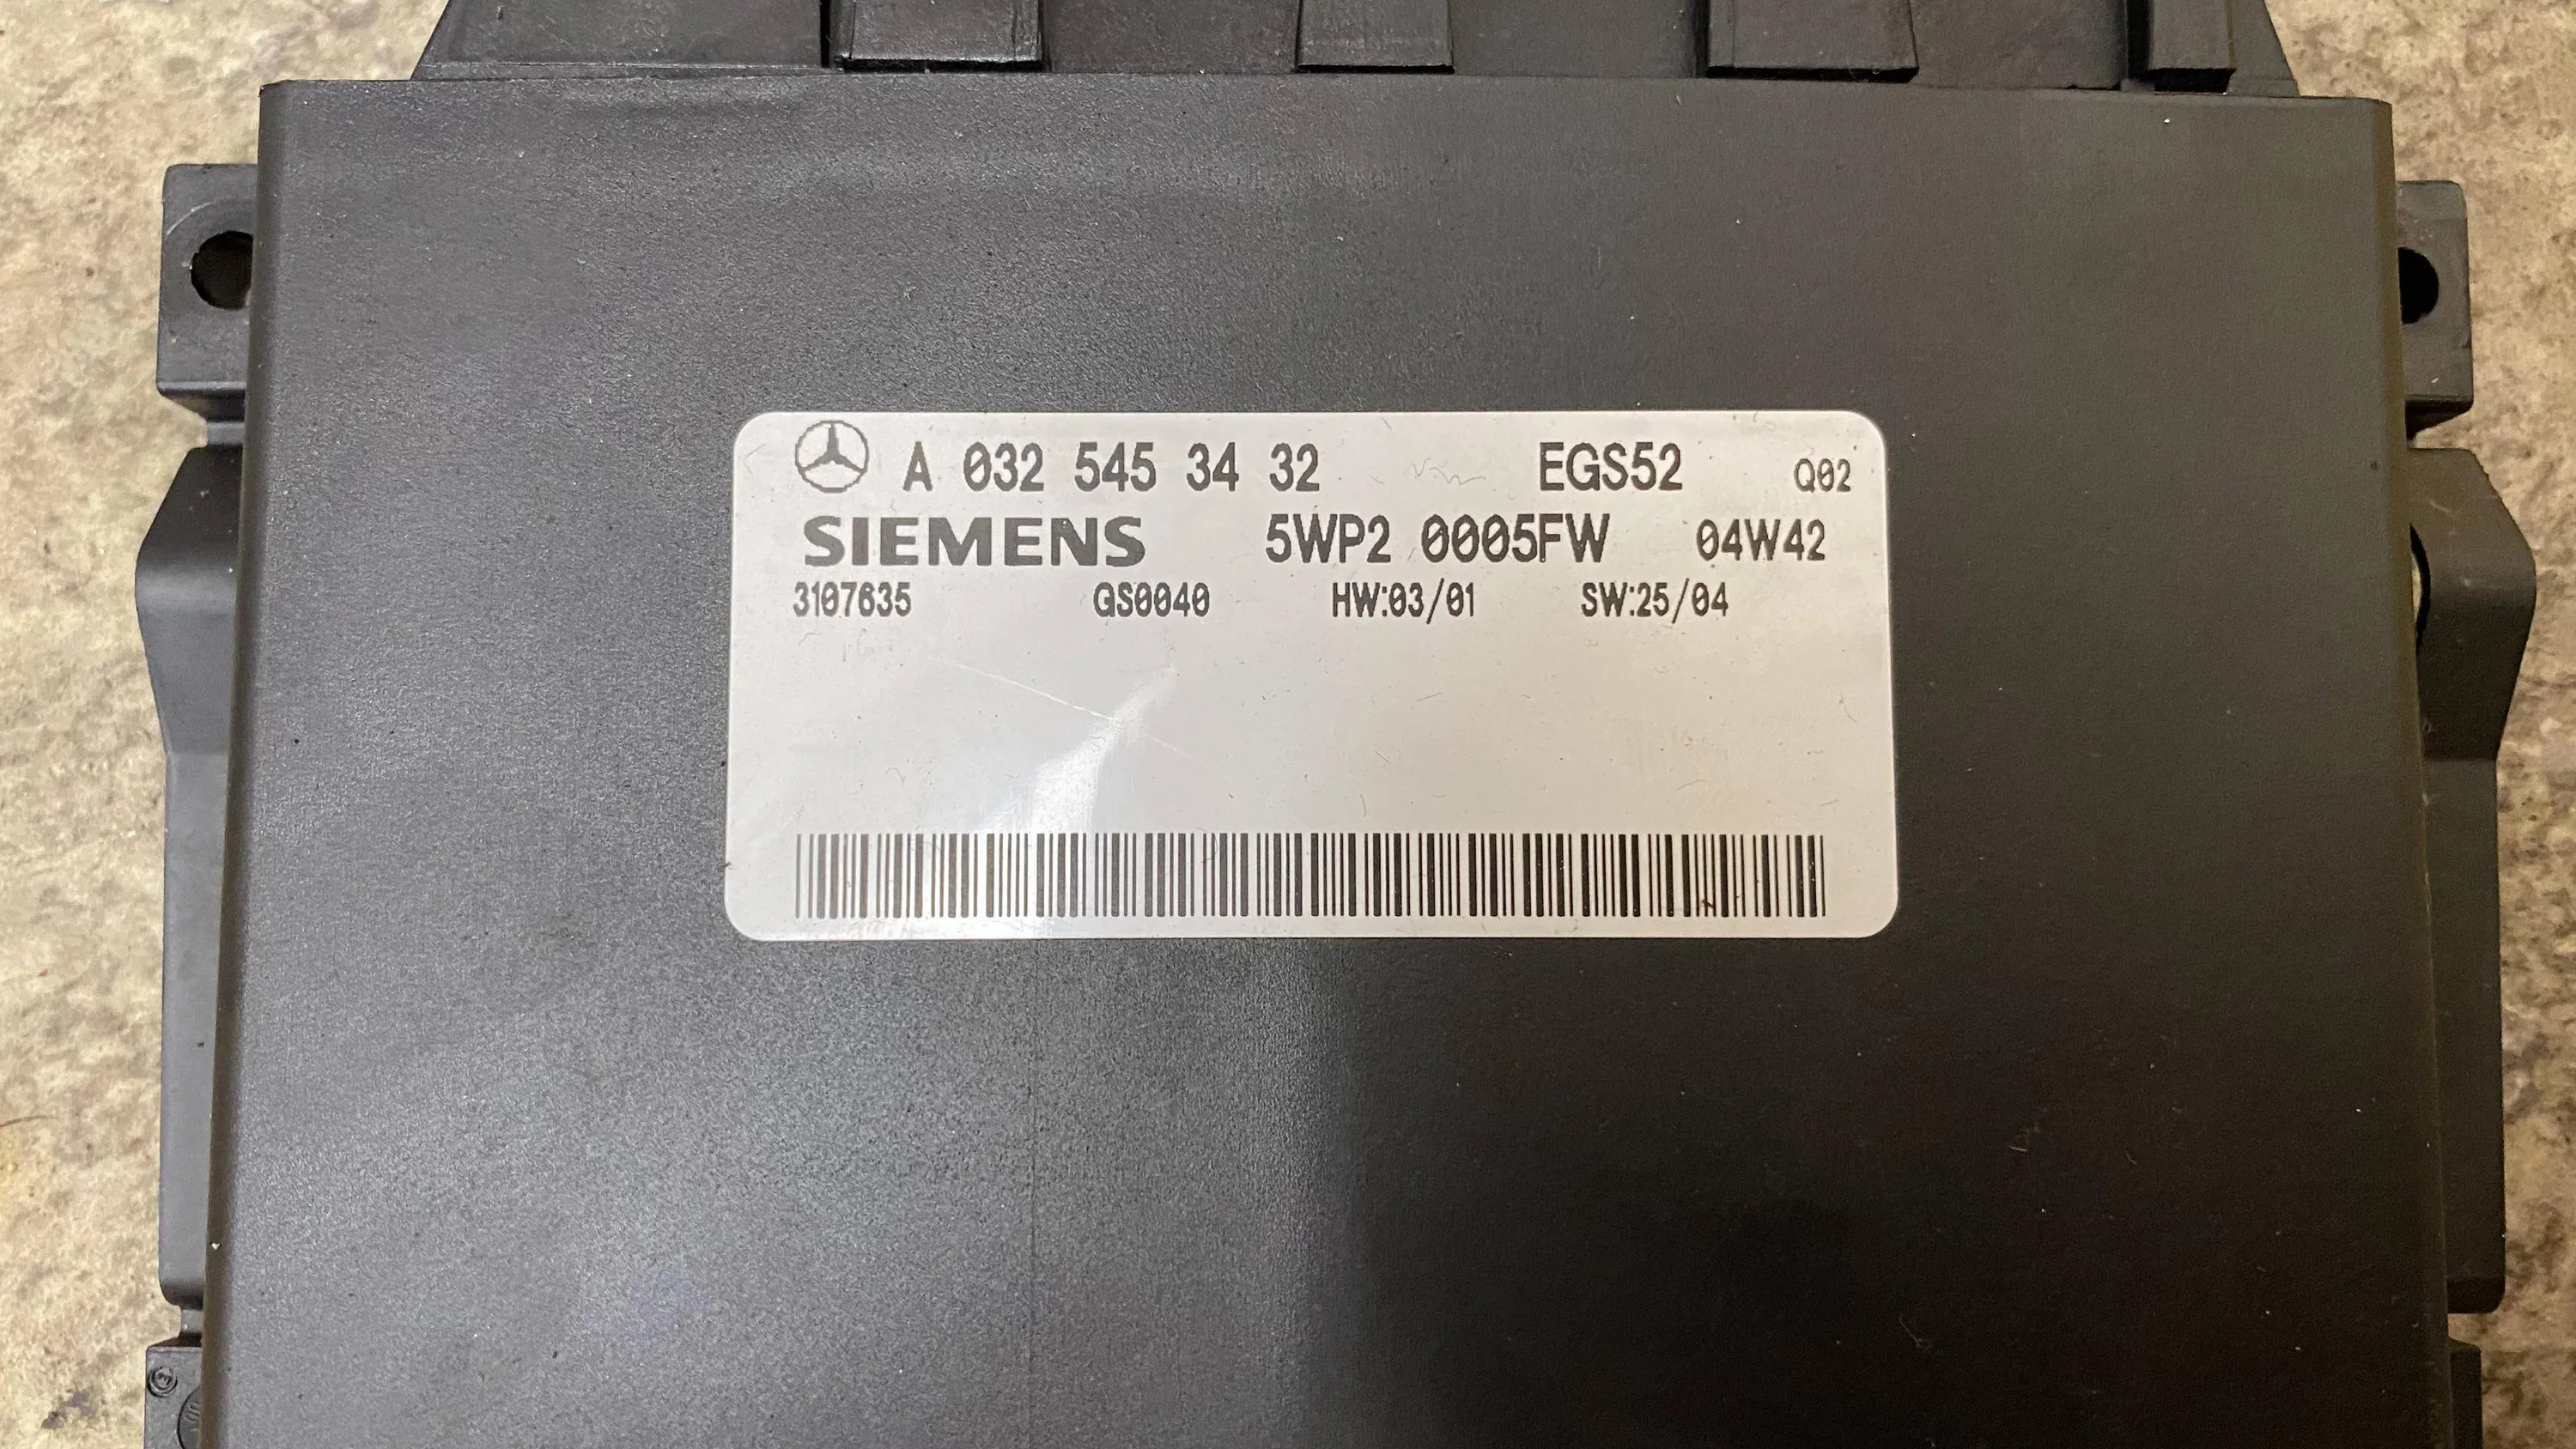 A 032 545 34 32 EGS52 Q02
SIEMENS 5WP2 0005FW 04W42
3107635 GS0040 HW:03/01 SW:25/04